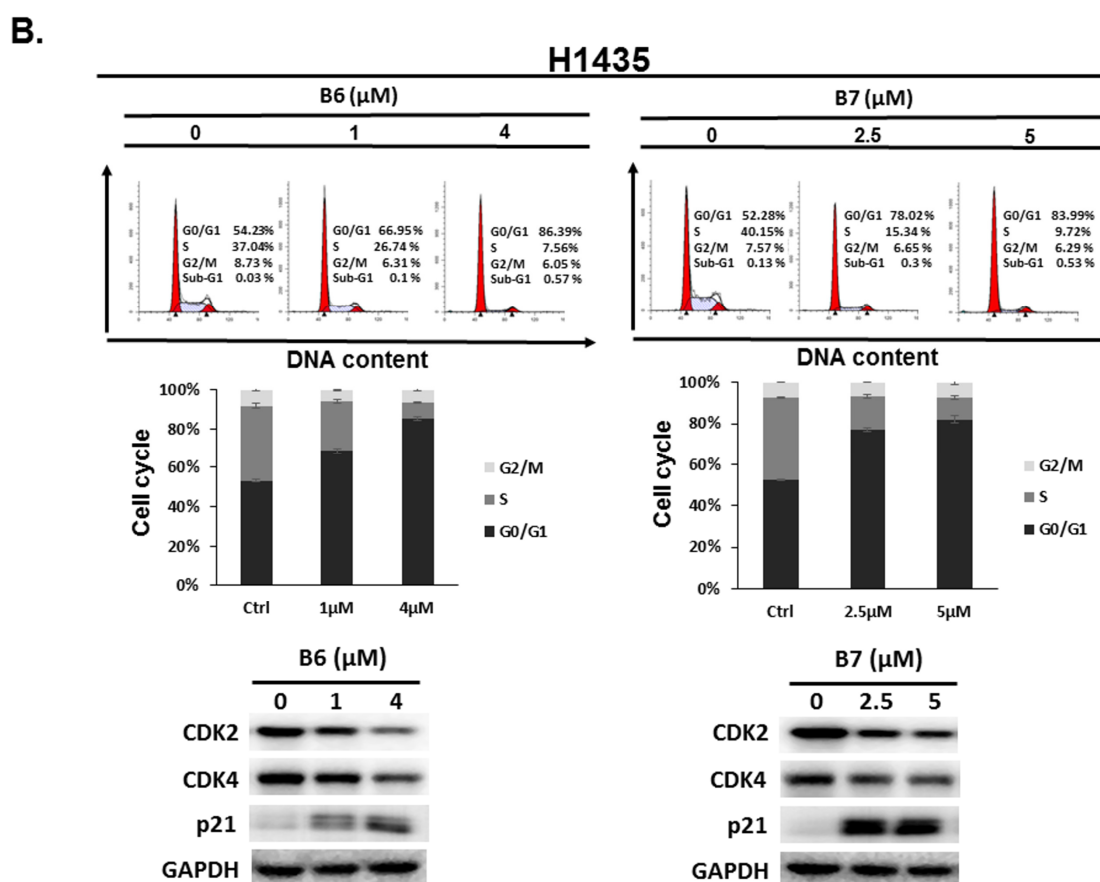 B.
H1435
B6 (µM)
0 1 4
B7 (µM)
0 2.5 5
G0/G1 54.23%
S 37.04%
G2/M 8.73 %
Sub-G1 0.03 %
G0/G1 66.95%
S 26.74 %
G2/M 6.31 %
Sub-G1 0.1 %
G0/G1 86.39%
S 7.56%
G2/M 6.05 %
Sub-G1 0.57 %
G0/G1 52.28%
S 40.15%
G2/M 7.57 %
Sub-G1 0.13 %
G0/G1 78.02%
S 15.34 %
G2/M 6.65 %
Sub-G1 0.3 %
G0/G1 83.99%
S 9.72%
G2/M 6.29 %
Sub-G1 0.53 %
DNA content
DNA content
Cell cycle
100%
80%
60%
40%
20%
0%
Ctrl 1µM 4µM
G2/M
S
G0/G1
Cell cycle
100%
80%
60%
40%
20%
0%
Ctrl 2.5µM 5µM
G2/M
S
G0/G1
B6 (µM)
0 1 4
CDK2
CDK4
p21
GAPDH
B7 (µM)
0 2.5 5
CDK2
CDK4
p21
GAPDH